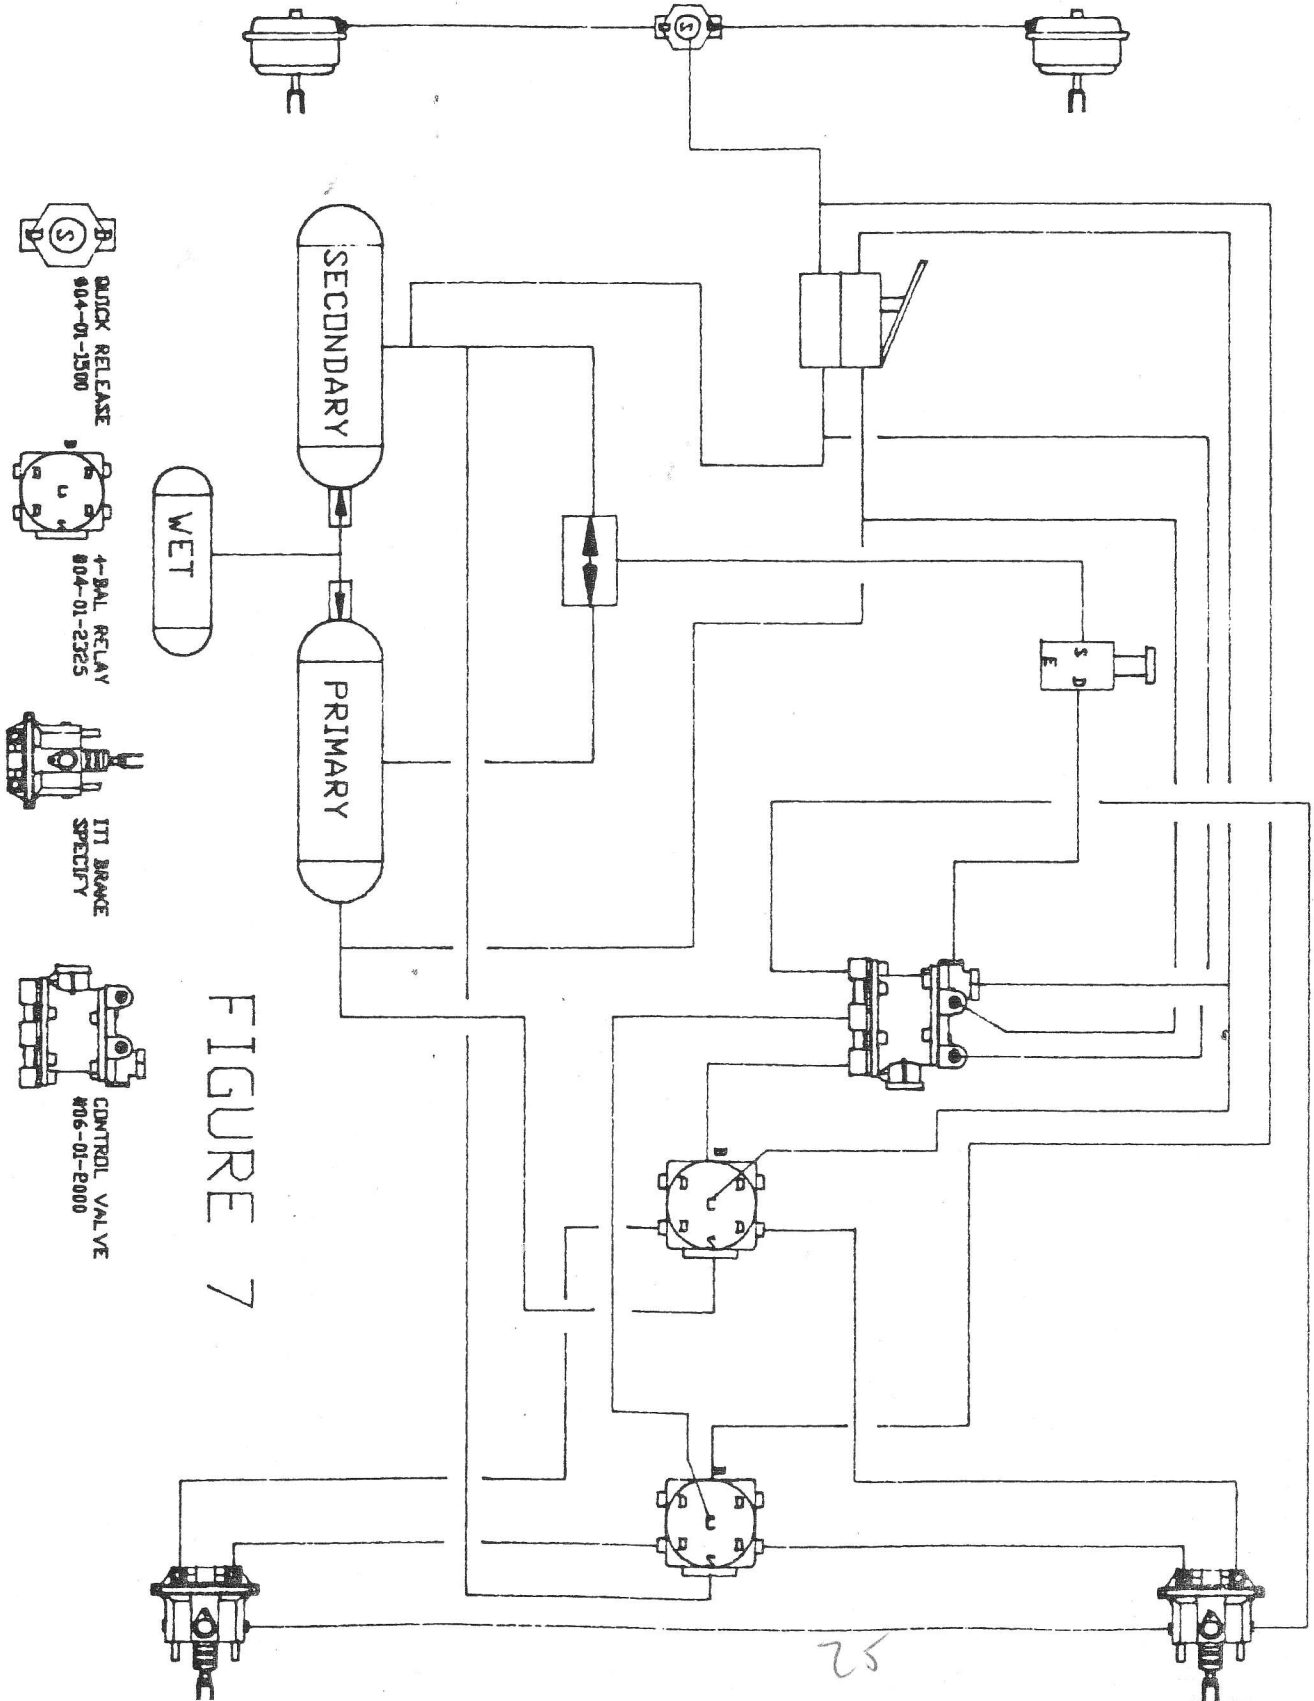 SECONDARY
PRIMARY
WET
D S D
S D
E
B
D D
C
D D
S
B
D D
C
D D
S
D S D
QUICK RELEASE
#04-01-1500
B
D D
C
D D
S
4-BAL RELAY
#04-01-2325
ITI BRAKE
SPECIFY
CONTROL VALVE
#06-01-2000
FIGURE 7
25